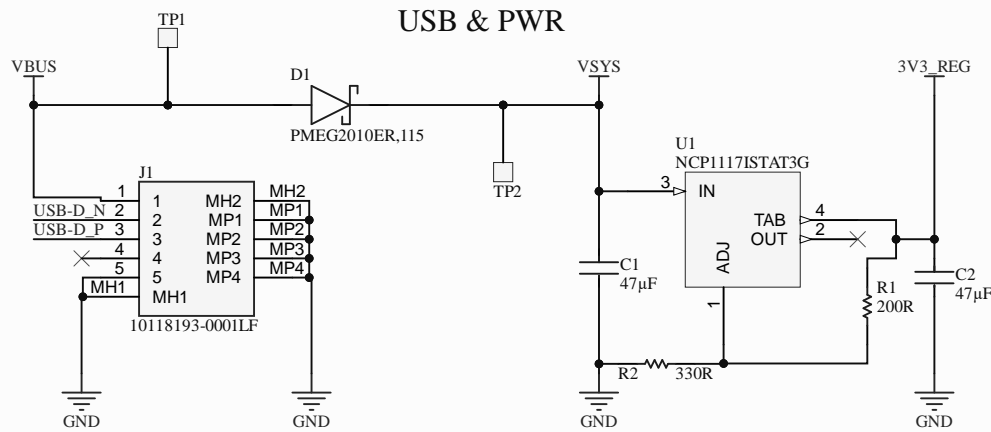 USB & PWR
TP1
VBUS
D1
VSYS
3V3_REG
PMEG2010ER,115
TP2
U1
NCP1117ISTAT3G
3
IN
TAB
4
OUT
2
ADJ
1
J1
1
1
MH2
MH2
USB-D_N
2
2
MP1
MP1
USB-D_P
3
3
MP2
MP2
4
4
MP3
MP3
5
5
MP4
MP4
MH1
MH1
10118193-0001LF
C1
47µF
R1
200R
C2
47µF
R2
330R
GND
GND
GND
GND